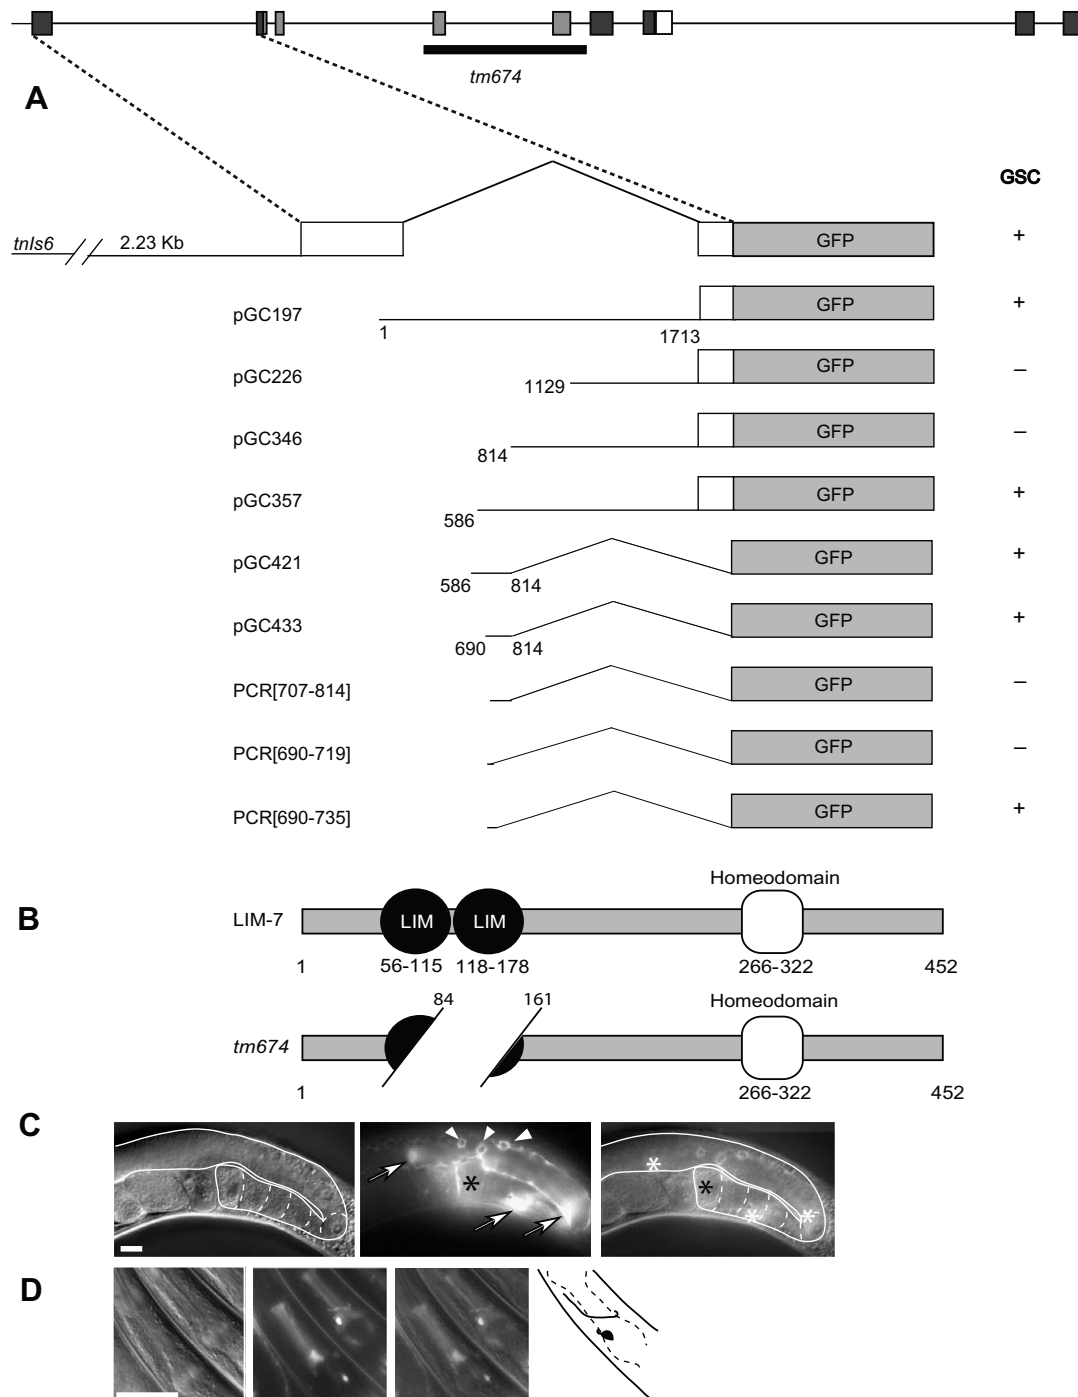 tm674
A
GSC
tnIs6
2.23 Kb
GFP
+
pGC197
1
1713
GFP
+
pGC226
1129
GFP
–
pGC346
814
GFP
–
pGC357
586
GFP
+
pGC421
586
814
GFP
+
pGC433
690
814
GFP
+
PCR[707-814]
GFP
–
PCR[690-719]
GFP
–
PCR[690-735]
GFP
+
B
Homeodomain
LIM-7
LIM
LIM
1
56-115
118-178
266-322
452
84
161
Homeodomain
tm674
1
266-322
452
C
*
*
*
*
*
D